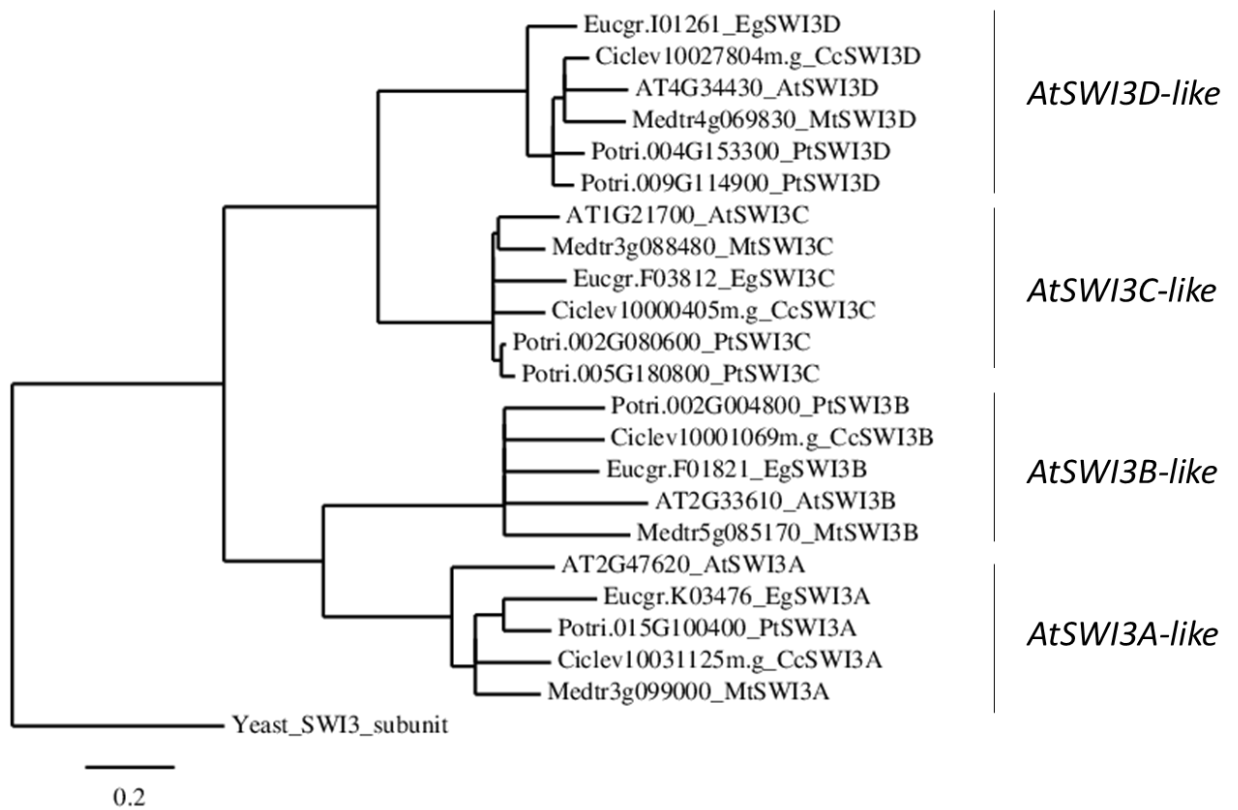 Eucgr.I01261_EgSWI3D
Ciclev10027804m.g_CcSWI3D
AT4G34430_AtSWI3D
Medtr4g069830_MtSWI3D
Potri.004G153300_PtSWI3D
Potri.009G114900_PtSWI3D
AtSWI3D-like
AT1G21700_AtSWI3C
Medtr3g088480_MtSWI3C
Eucgr.F03812_EgSWI3C
Ciclev10000405m.g_CcSWI3C
Potri.002G080600_PtSWI3C
Potri.005G180800_PtSWI3C
AtSWI3C-like
Potri.002G004800_PtSWI3B
Ciclev10001069m.g_CcSWI3B
Eucgr.F01821_EgSWI3B
AT2G33610_AtSWI3B
Medtr5g085170_MtSWI3B
AtSWI3B-like
AT2G47620_AtSWI3A
Eucgr.K03476_EgSWI3A
Potri.015G100400_PtSWI3A
Ciclev10031125m.g_CcSWI3A
Medtr3g099000_MtSWI3A
AtSWI3A-like
Yeast_SWI3_subunit
0.2